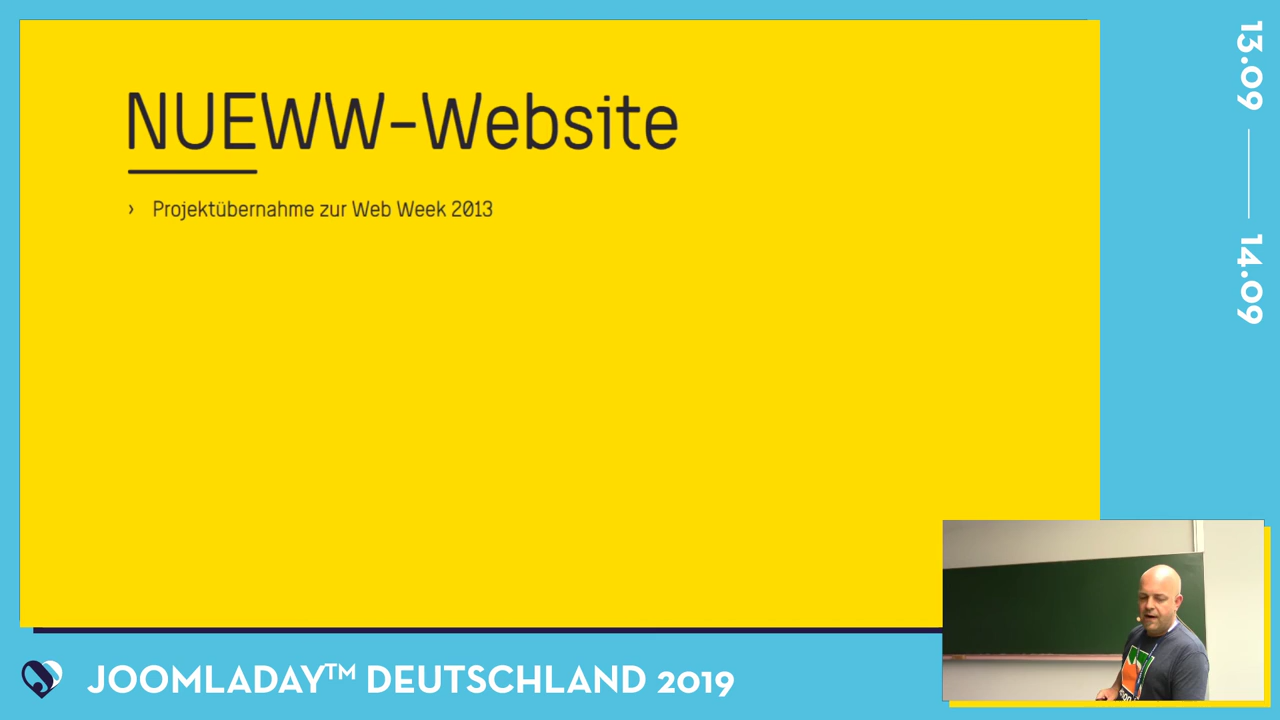 NUEWW-Website
› Projektübernahme zur Web Week 2013
13.09
14.09
JOOMLADAY™ DEUTSCHLAND 2019